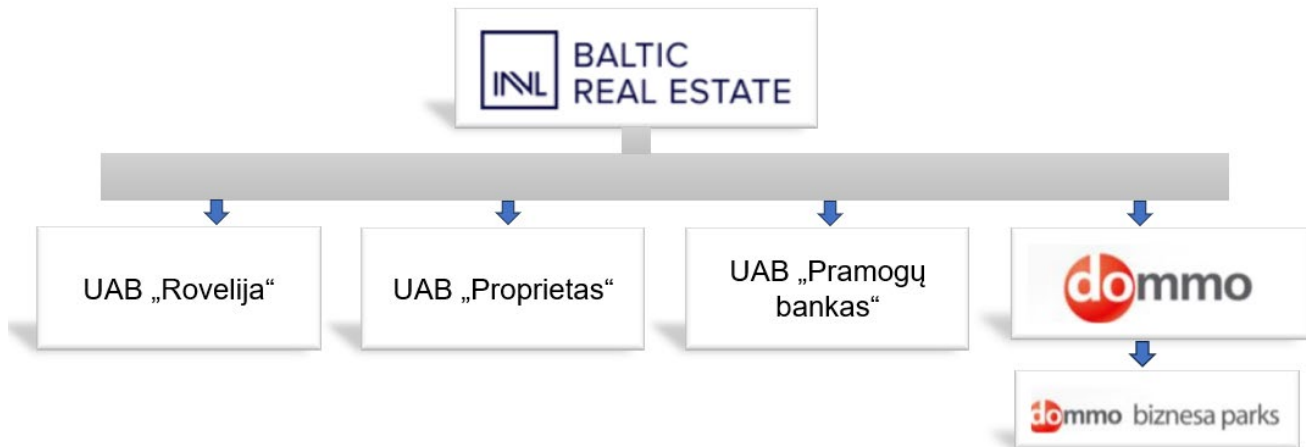 INVL
BALTIC
REAL ESTATE
UAB „Rovelija“
UAB „Proprietas“
UAB „Pramogų
bankas“
dommo
dommo biznesa parks